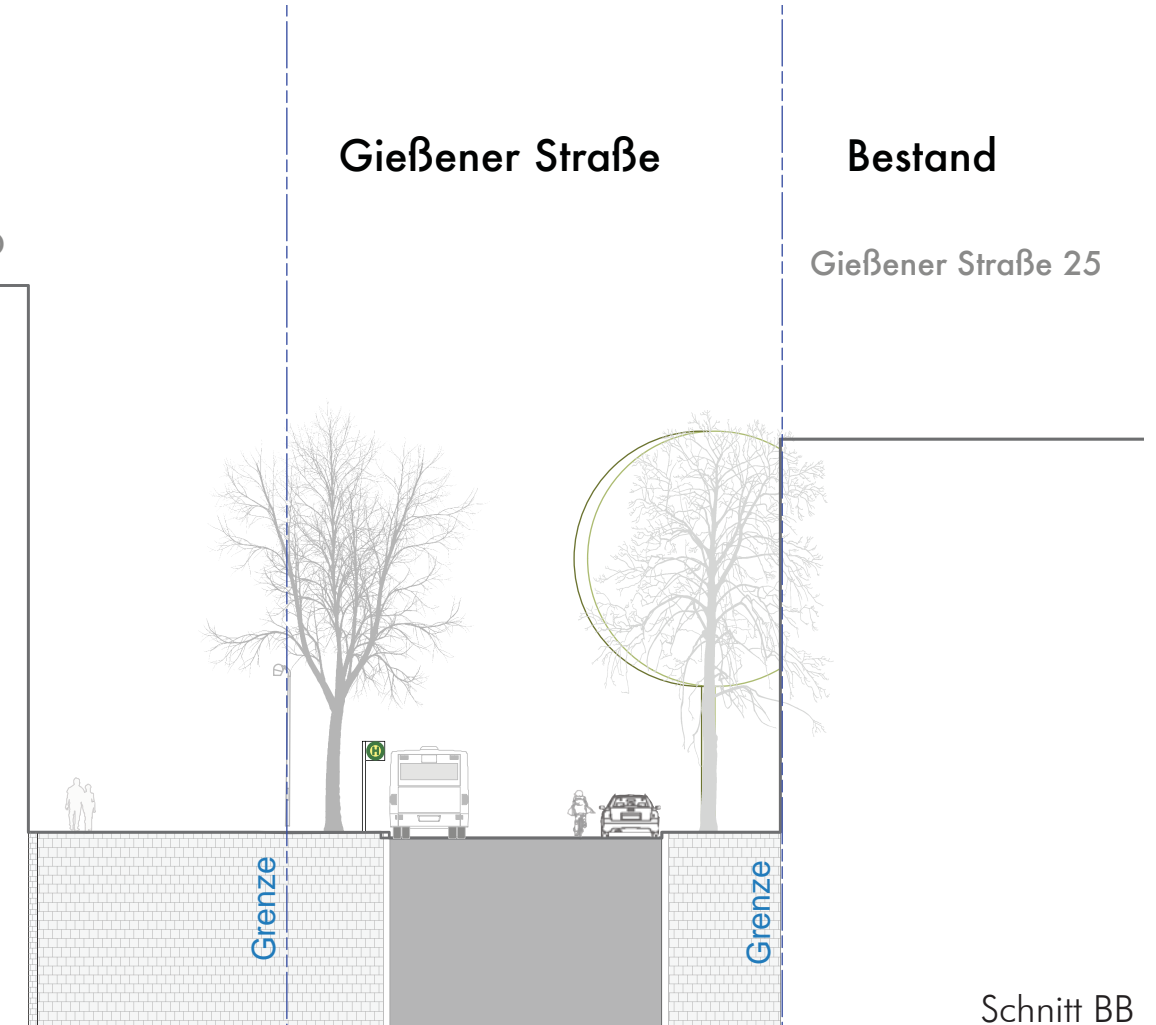 Gießener Straße
Bestand
Gießener Straße 25
H
Grenze
Grenze
Schnitt BB